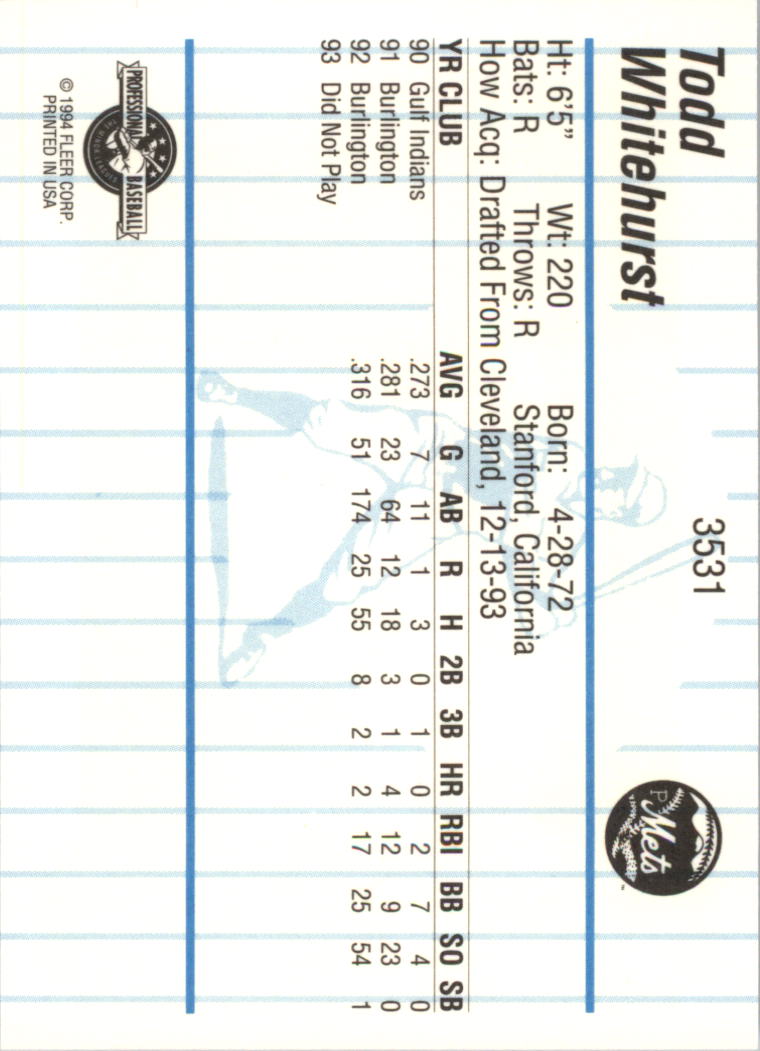 Todd
Whitehurst
3531
P Mets
™
Ht: 6'5" Wt: 220 Born: 4-28-72
Bats: R Throws: R Stanford, California
How Acq: Drafted From Cleveland, 12-13-93
YR CLUB AVG G AB R H 2B 3B HR RBI BB SO SB
90 Gulf Indians .273 7 11 1 3 0 1 0 2 7 4 0
91 Burlington .281 23 64 12 18 3 1 4 12 9 23 0
92 Burlington .316 51 174 25 55 8 2 2 17 25 54 1
93 Did Not Play
PROFESSIONAL BASEBALL
© 1994 FLEER CORP.
PRINTED IN USA